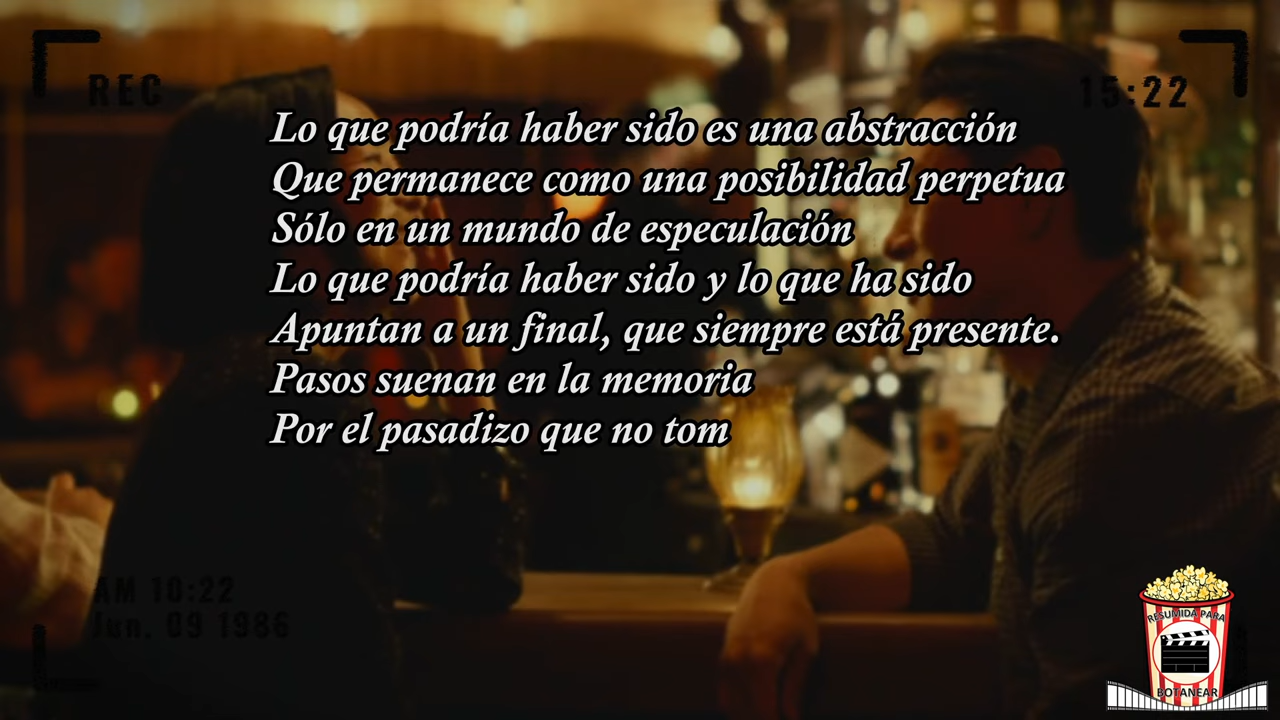 REC
15:22
Lo que podría haber sido es una abstracción
Que permanece como una posibilidad perpetua
Sólo en un mundo de especulación
Lo que podría haber sido y lo que ha sido
Apuntan a un final, que siempre está presente.
Pasos suenan en la memoria
Por el pasadizo que no tom
AM 10:22
Jun. 09 1986
RESUMIDA PARA
BOTANEAR